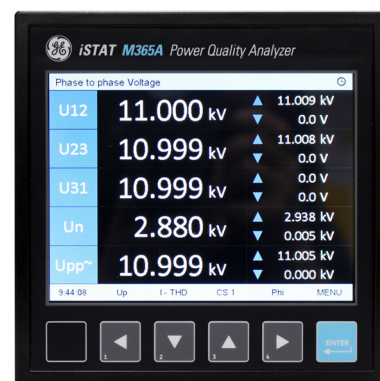 GE iSTAT M365A Power Quality Analyzer
Phase to phase Voltage
U12 11.000 kV ▲ 11.009 kV
▼ 0.0 V
U23 10.999 kV ▲ 11.008 kV
▼ 0.0 V
U31 10.999 kV ▲ 0.0 V
▼ 0.0 V
Un 2.880 kV ▲ 2.938 kV
▼ 0.005 kV
Upp~ 10.999 kV ▲ 11.005 kV
▼ 0.000 kV
9:44:08 Up I - THD CS 1 Phi MENU
1 2 3 4 ENTER